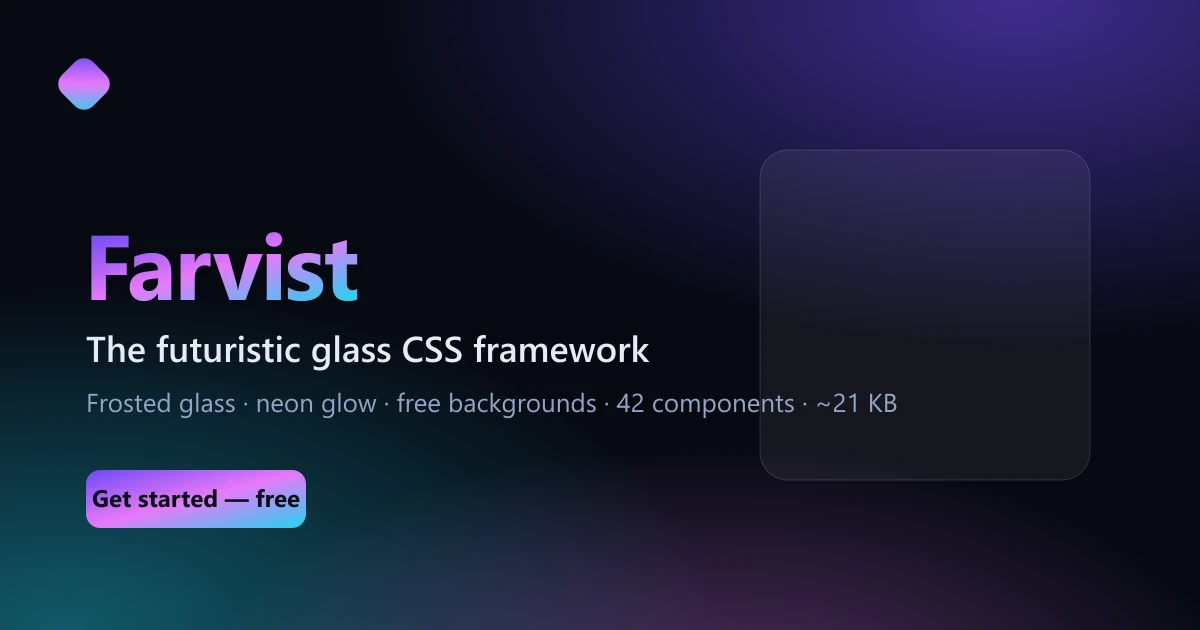 Farvist
The futuristic glass CSS framework
Frosted glass · neon glow · free backgrounds · 42 components · ~21 KB
Get started — free